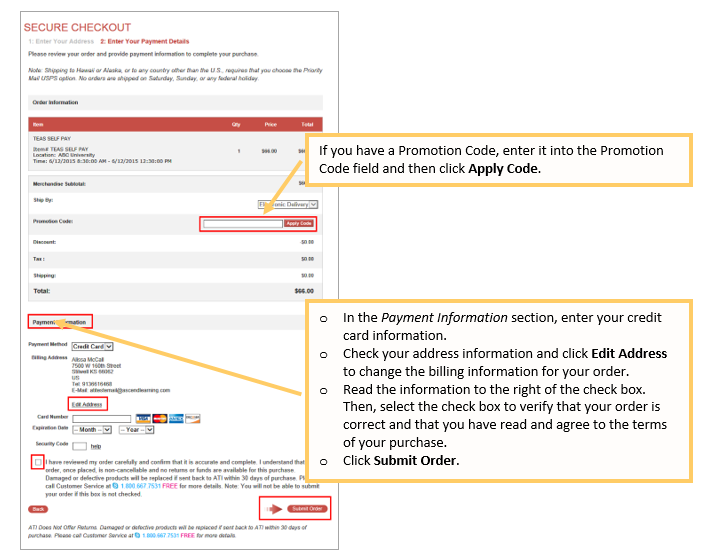 SECURE CHECKOUT
1: Enter Your Address 2: Enter Your Payment Details
Please review your order and provide payment information to complete your purchase.
Note: Shipping to Hawaii or Alaska, or to any country other than the U.S., requires that you choose the Priority
Mail USPS option. No orders are shipped on Saturday, Sunday, or any federal holiday.
Order Information
Item Qty Price Total
TEAS SELF PAY
Item# TEAS SELF PAY
Location: ABC University 1 $66.00
Time: 6/12/2015 8:30:00 AM - 6/12/2015 12:30:00 PM
If you have a Promotion Code, enter it into the Promotion
Code field and then click Apply Code.
Merchandise Subtotal:
Ship By: Electronic Delivery
Promotion Code: Apply Code
Discount: -$0.00
Tax: $0.00
Shipping: $0.00
Total: $66.00
Payment Information
Payment Method Credit Card
Billing Address Alissa McCall
7500 W 160th Street
Stilwell KS 66062
US
Tel: 9136616468
E-Mail: atitestemail@ascendlearning.com
Edit Address
Card Number VISA
Expiration Date -- Month -- -- Year --
Security Code help
I have reviewed my order carefully and confirm that it is accurate and complete. I understand that
order, once placed, is non-cancellable and no returns or funds are available for this purchase.
Damaged or defective products will be replaced if sent back to ATI within 30 days of purchase.
call Customer Service at 1.800.667.7531 FREE for more details. Note: You will not be able to submit
your order if this box is not checked.
Back Submit Order
ATI Does Not Offer Returns. Damaged or defective products will be replaced if sent back to ATI within 30 days of
purchase. Please call Customer Service at 1.800.667.7531 FREE for more details.
o In the Payment Information section, enter your credit
card information.
o Check your address information and click Edit Address
to change the billing information for your order.
o Read the information to the right of the check box.
Then, select the check box to verify that your order is
correct and that you have read and agree to the terms
of your purchase.
o Click Submit Order.